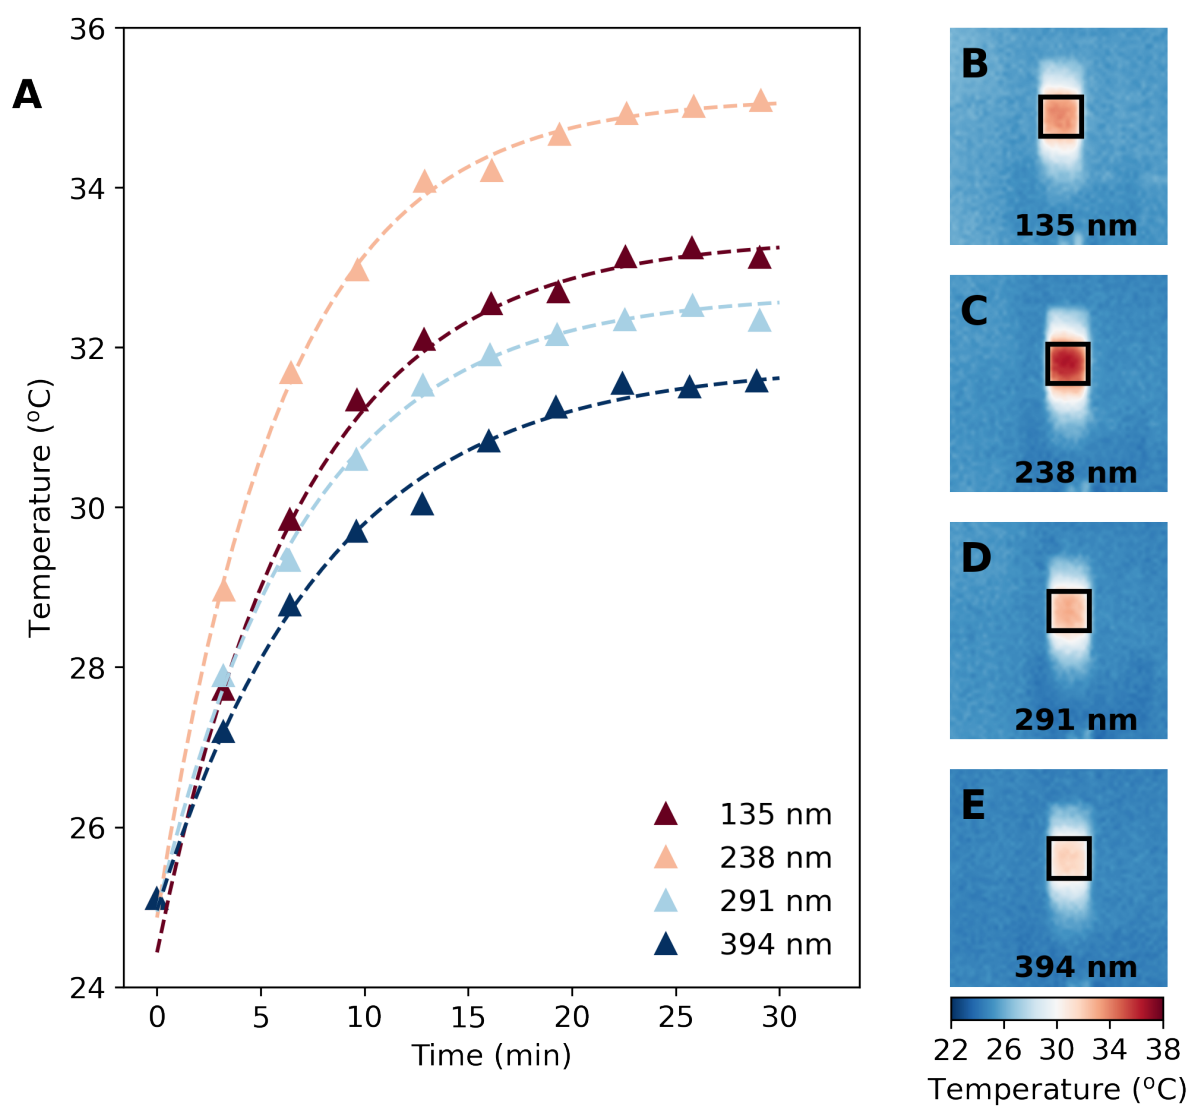 A
36
34
32
30
28
26
24
Temperature (°C)
0 5 10 15 20 25 30
Time (min)
135 nm
238 nm
291 nm
394 nm
B
135 nm
C
238 nm
D
291 nm
E
394 nm
22 26 30 34 38
Temperature (°C)